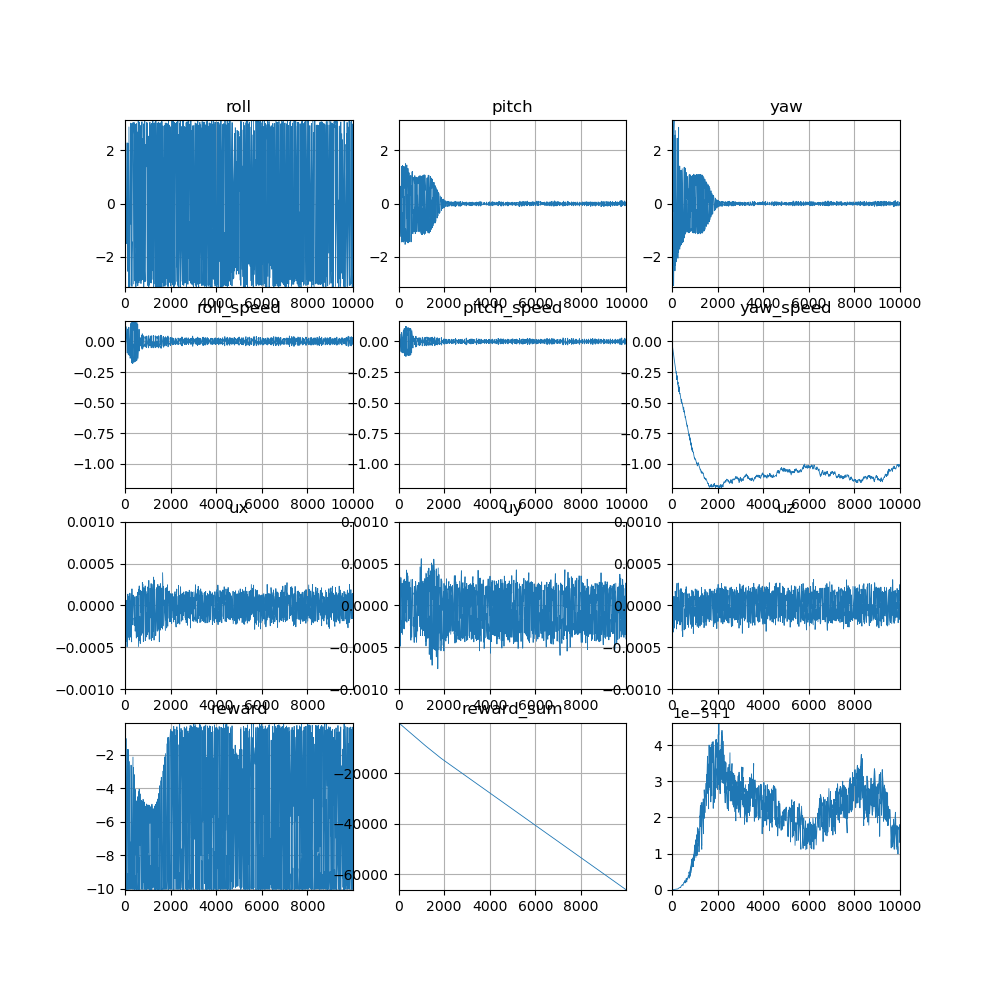 roll pitch yaw
2 2 2
0 0 0
−2 −2 −2
0 2000 4000 6000 8000 10000 0 2000 4000 6000 8000 10000 0 2000 4000 6000 8000 10000
roll_speed pitch_speed yaw_speed
0.00 0.00 0.00
−0.25 −0.25 −0.25
−0.50 −0.50 −0.50
−0.75 −0.75 −0.75
−1.00 −1.00 −1.00
0 2000 4000 6000 8000 10000 0 2000 4000 6000 8000 10000 0 2000 4000 6000 8000 10000
ux uy uz
0.0010 0.0010 0.0010
0.0005 0.0005 0.0005
0.0000 0.0000 0.0000
−0.0005 −0.0005 −0.0005
−0.0010 −0.0010 −0.0010
0 2000 4000 6000 8000 0 2000 4000 6000 8000 0 2000 4000 6000 8000
reward reward_sum 1e−5+1
−2 −20000 4
−4 −40000 3
−6 −60000 2
−8 1
−10 0
0 2000 4000 6000 8000 0 2000 4000 6000 8000 0 2000 4000 6000 8000 10000